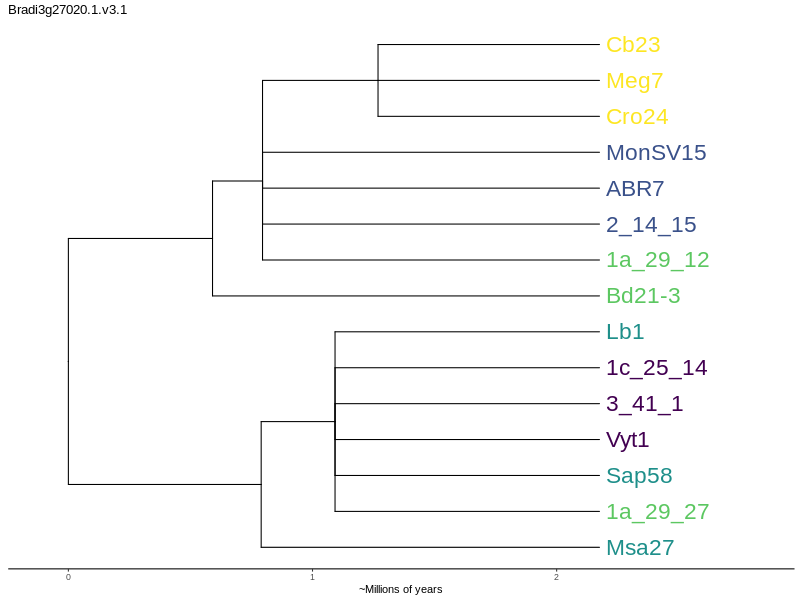 Bradi3g27020.1.v3.1
Cb23
Meg7
Cro24
MonSV15
ABR7
2_14_15
1a_29_12
Bd21-3
Lb1
1c_25_14
3_41_1
Vyt1
Sap58
1a_29_27
Msa27
0 1 2
~Millions of years